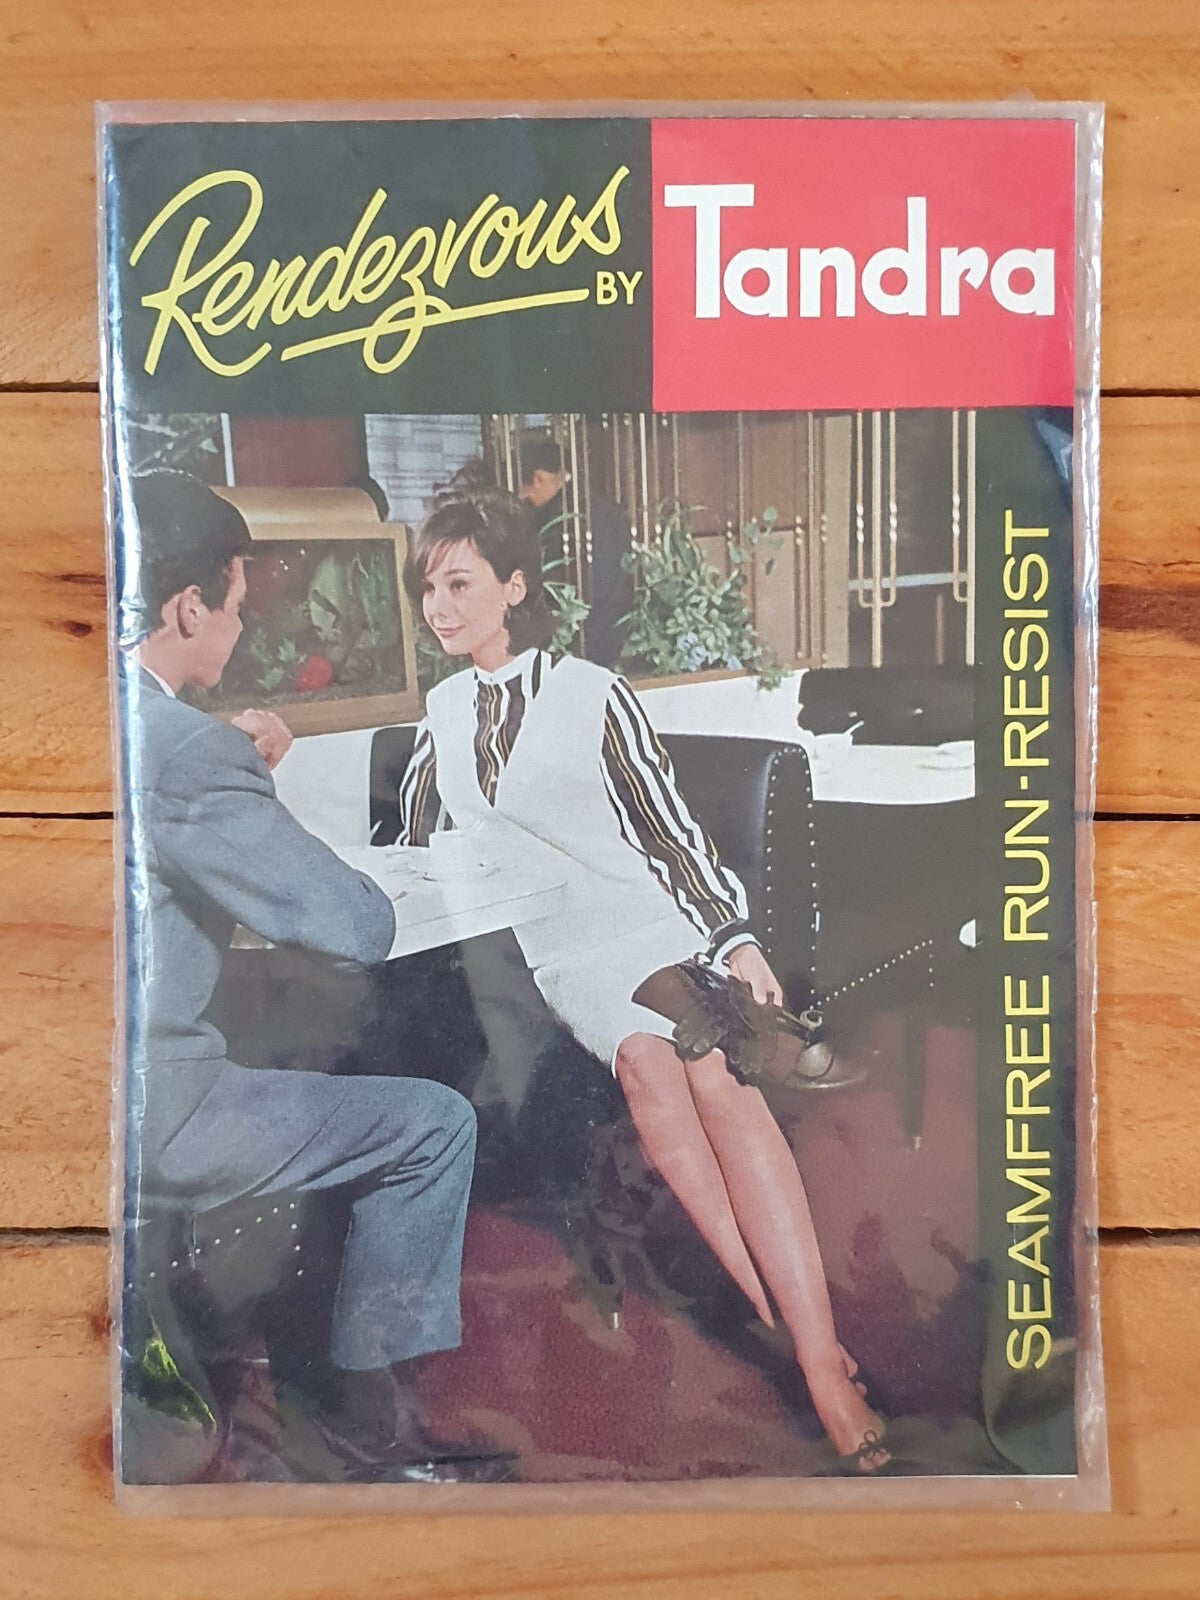 Rendezvous
BY
Tandra
SEAMFREE RUN-RESIST